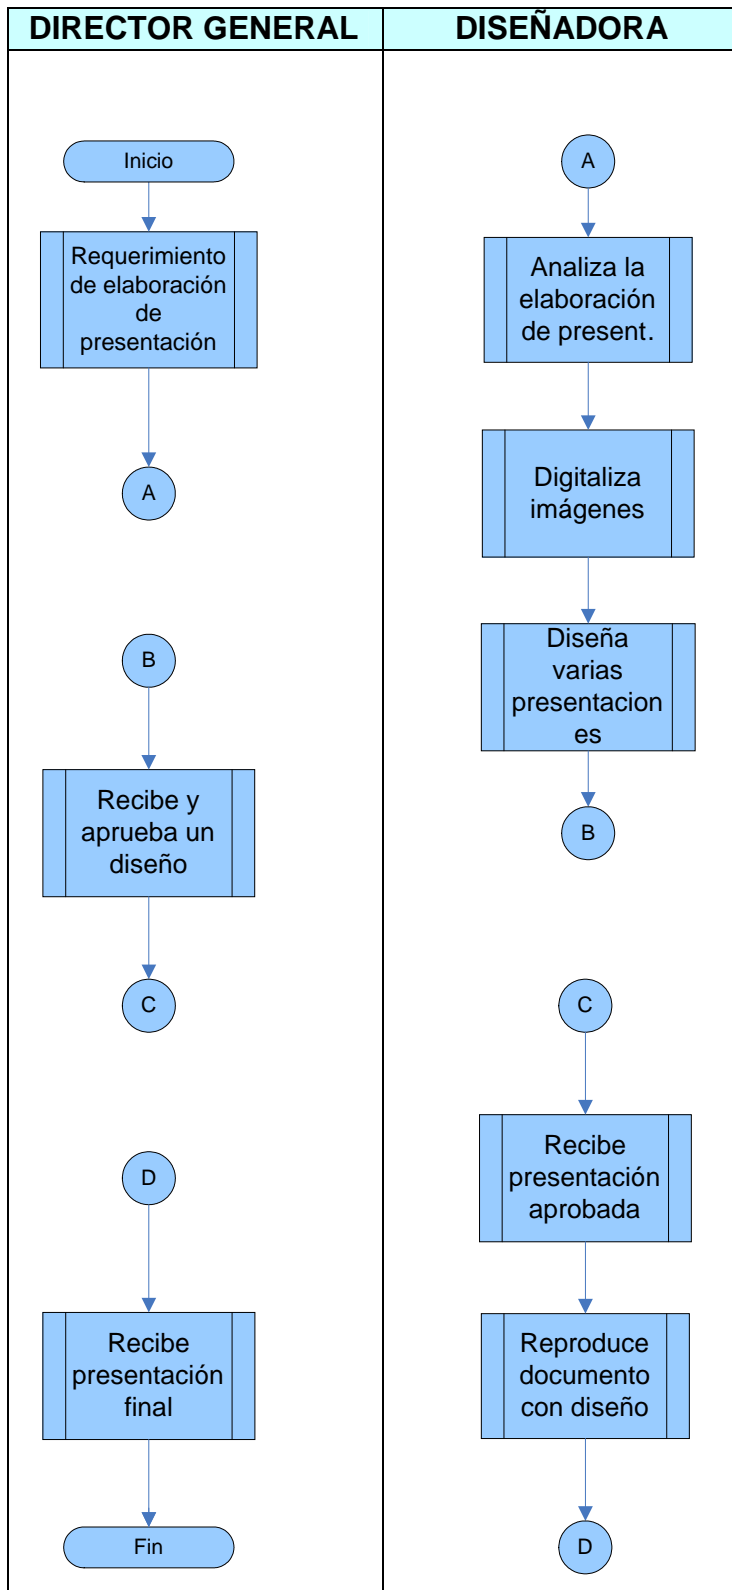 DIRECTOR GENERAL
DISEÑADORA
Inicio
Requerimiento
de elaboración
de
presentación
A
B
Recibe y
aprueba un
diseño
C
D
Recibe
presentación
final
Fin
A
Analiza la
elaboración
de present.
Digitaliza
imágenes
Diseña
varias
presentacion
es
B
C
Recibe
presentación
aprobada
Reproduce
documento
con diseño
D